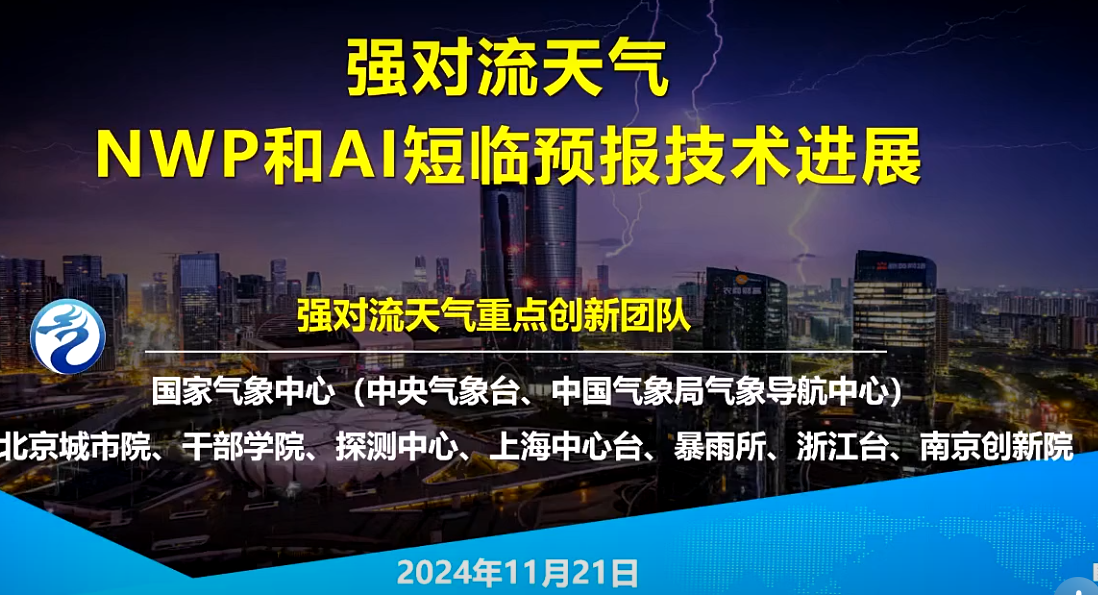 强对流天气
NWP和AI短临预报技术进展
强对流天气重点创新团队
国家气象中心（中央气象台、中国气象局气象导航中心）
北京城市院、干部学院、探测中心、上海中心台、暴雨所、浙江台、南京创新院
2024年11月21日